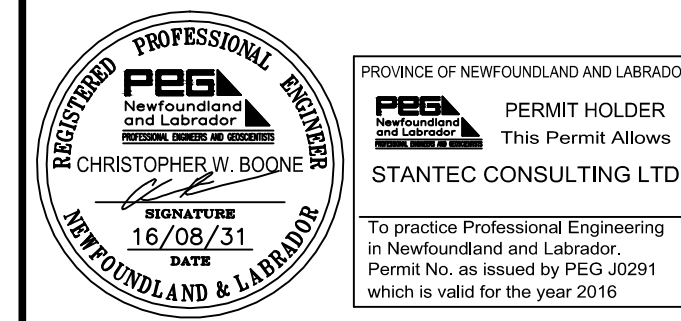 REGISTERED PROFESSIONAL ENGINEER
PEG
Newfoundland
and Labrador
PROFESSIONAL ENGINEERS AND GEOSCIENTISTS
CHRISTOPHER W. BOONE
SIGNATURE
16/08/31
DATE
NEWFOUNDLAND & LABRADOR
PROVINCE OF NEWFOUNDLAND AND LABRADO
PEG
Newfoundland
and Labrador
PROFESSIONAL ENGINEERS AND GEOSCIENTISTS
PERMIT HOLDER
This Permit Allows
STANTEC CONSULTING LTD
To practice Professional Engineering
in Newfoundland and Labrador.
Permit No. as issued by PEG J0291
which is valid for the year 2016